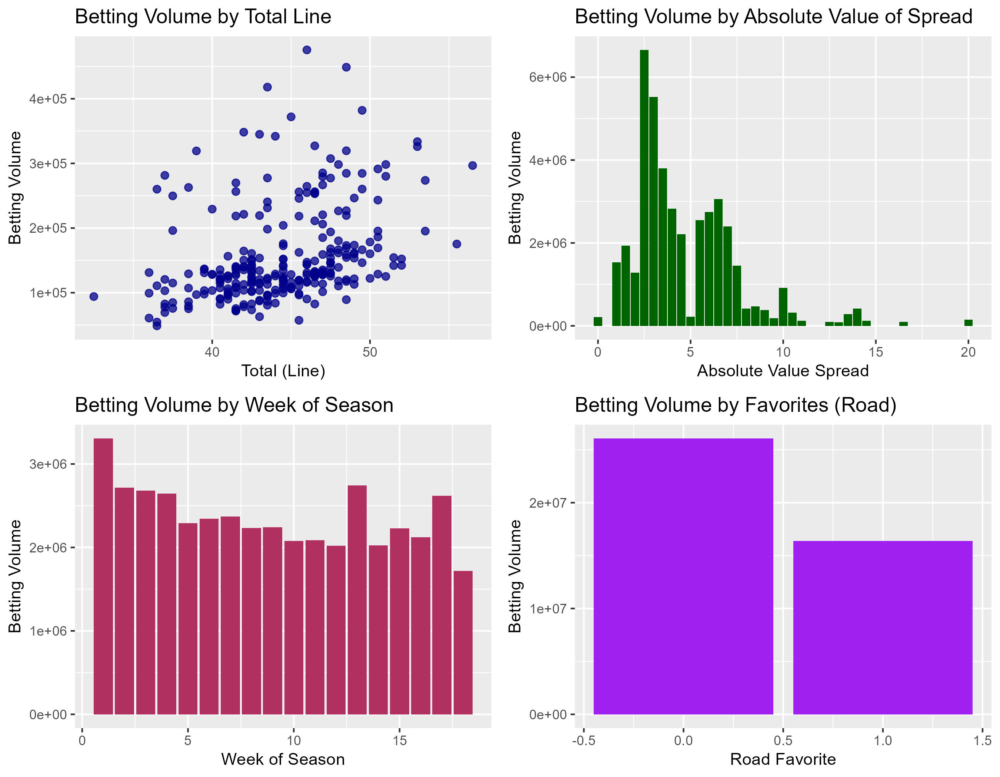 Betting Volume by Total Line
Betting Volume
4e+05
3e+05
2e+05
1e+05
40
50
Total (Line)
Betting Volume by Absolute Value of Spread
Betting Volume
6e+06
4e+06
2e+06
0e+00
0
5
10
15
20
Absolute Value Spread
Betting Volume by Week of Season
Betting Volume
3e+06
2e+06
1e+06
0e+00
0
5
10
15
Week of Season
Betting Volume by Favorites (Road)
Betting Volume
2e+07
1e+07
0e+00
-0.5
0.0
0.5
1.0
1.5
Road Favorite